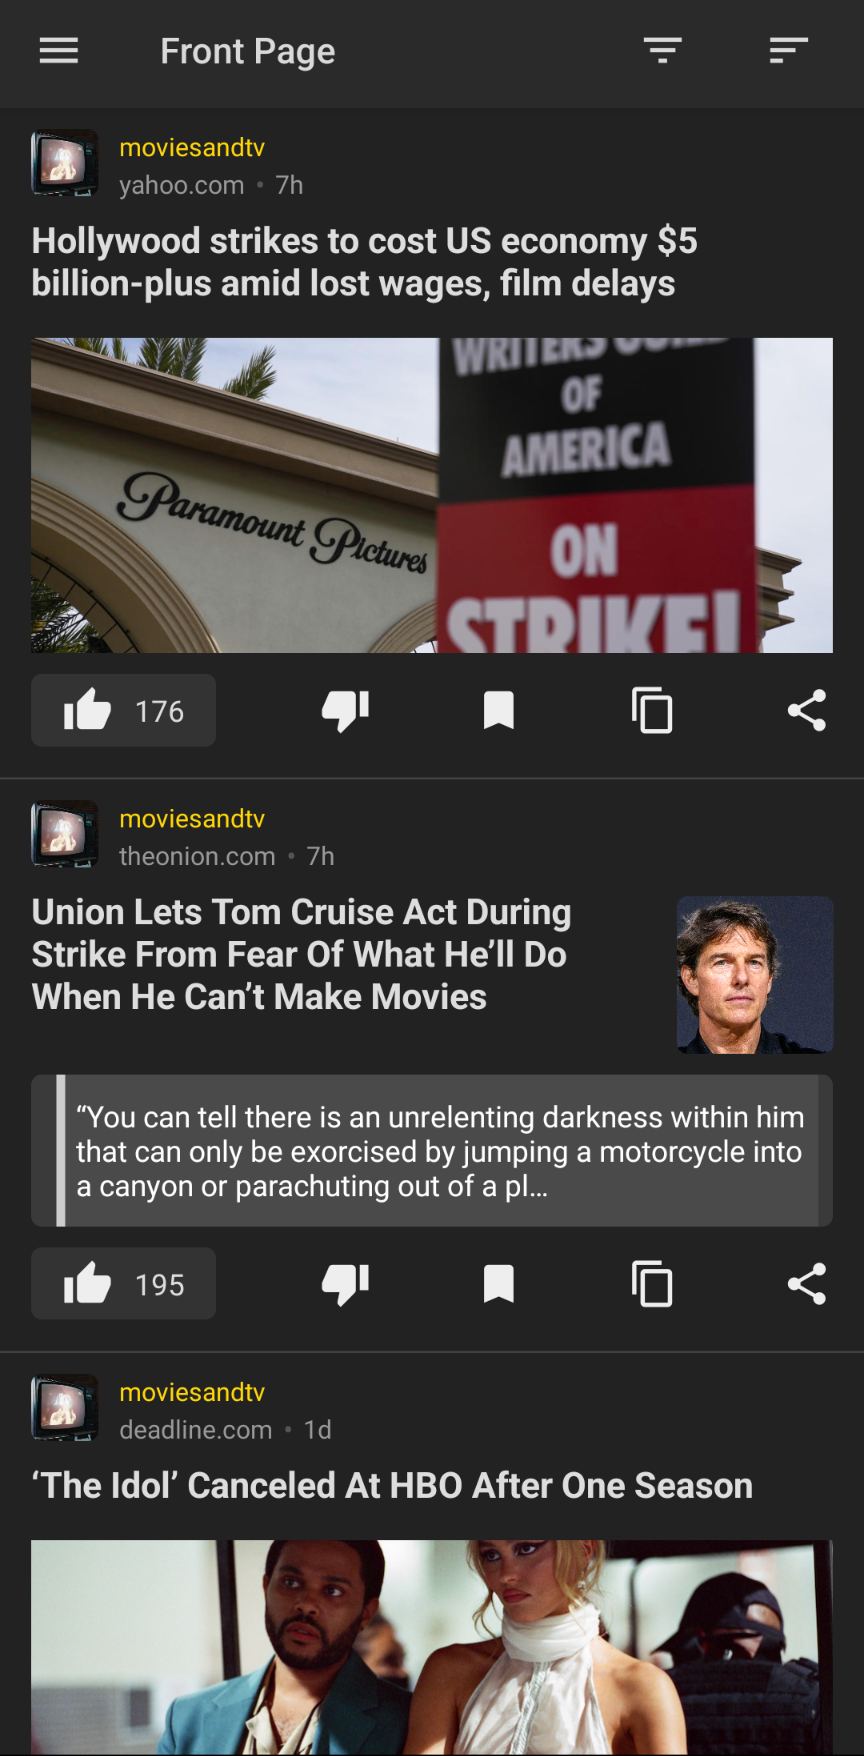 Front Page
moviesandtv
yahoo.com • 7h
Hollywood strikes to cost US economy $5
billion-plus amid lost wages, film delays
WRITERS GUILD
OF
AMERICA
Paramount Pictures
ON
STRIKE!
176
moviesandtv
theonion.com • 7h
Union Lets Tom Cruise Act During
Strike From Fear Of What He’ll Do
When He Can’t Make Movies
“You can tell there is an unrelenting darkness within him
that can only be exorcised by jumping a motorcycle into
a canyon or parachuting out of a pl...
195
moviesandtv
deadline.com • 1d
‘The Idol’ Canceled At HBO After One Season